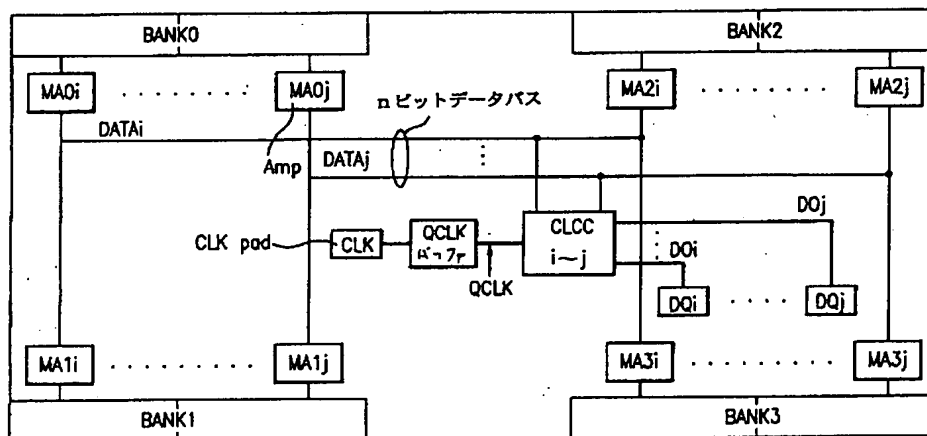 BANK0
BANK2
MA0i
MA0j
MA2i
MA2j
nビットデータバス
DATAi
Amp
DATAj
DOj
CLK pad
CLK
QCLK
バッファ
CLCC
i~j
DOi
QCLK
DQi
DQj
MA1i
MA1j
MA3i
MA3j
BANK1
BANK3